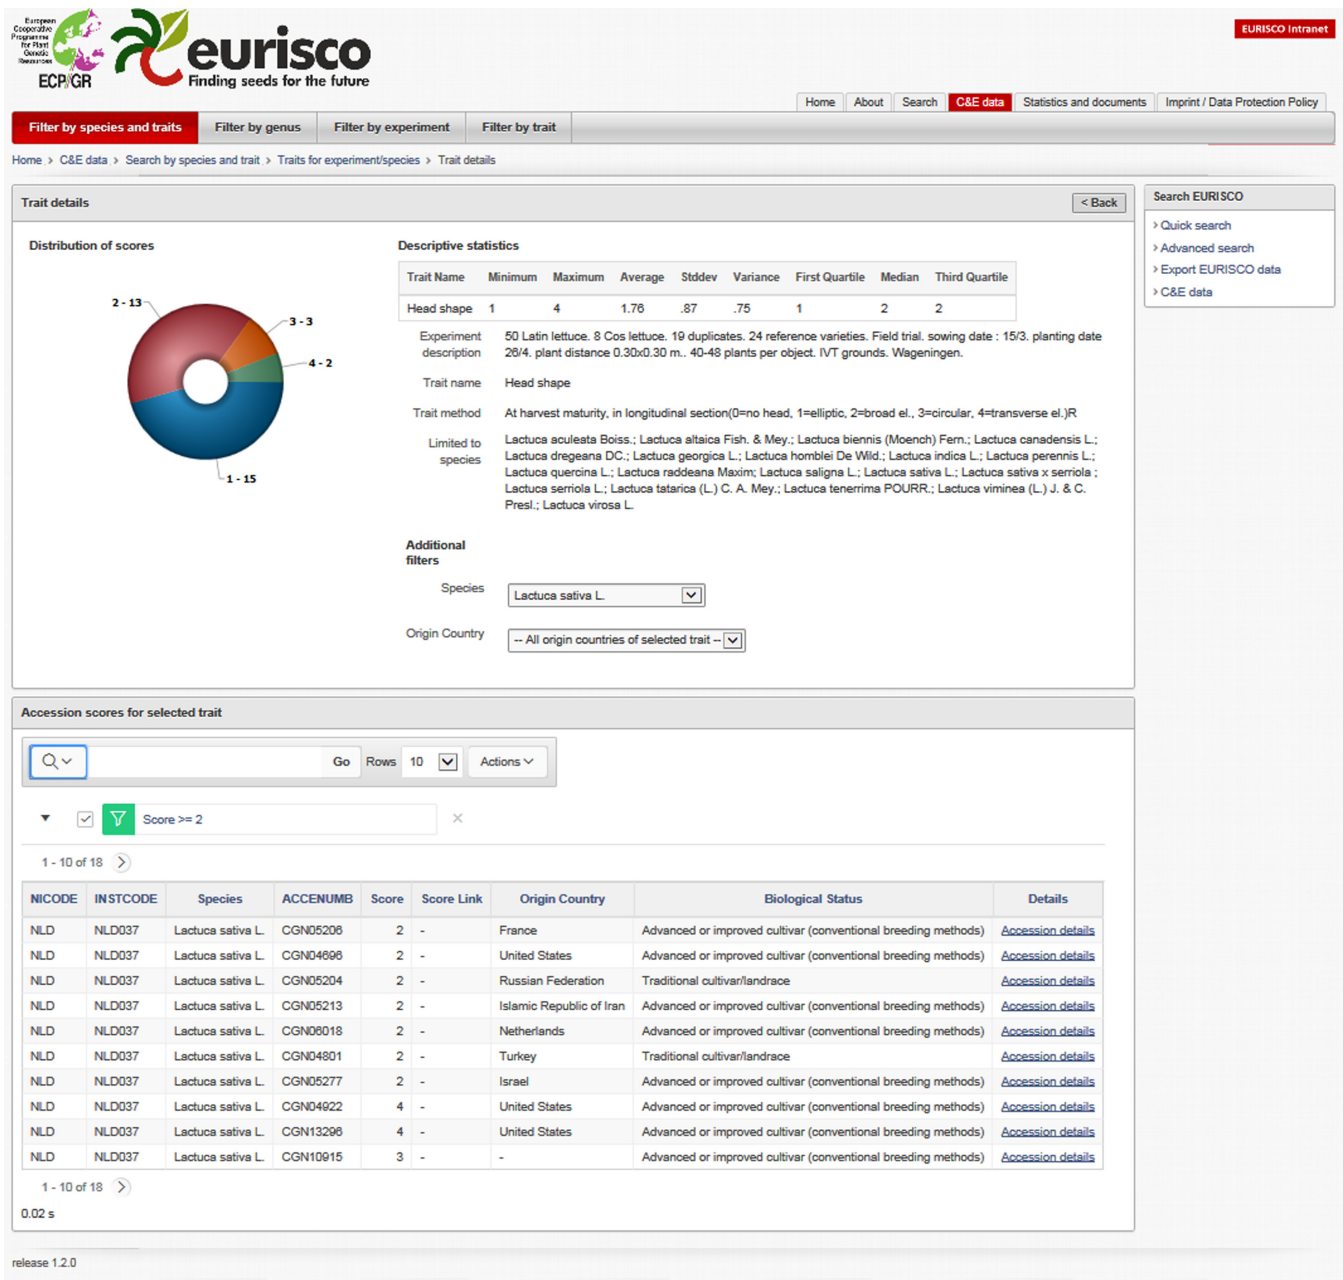 European
Cooperative
Programme
for Plant
Genetic
Resources
ECP/GR
eurisco
Finding seeds for the future
EURISCO Intranet
Home About Search C&E data Statistics and documents Imprint / Data Protection Policy
Filter by species and traits Filter by genus Filter by experiment Filter by trait
Home > C&E data > Search by species and trait > Traits for experiment/species > Trait details
Trait details < Back
Distribution of scores
2 - 13
3 - 3
4 - 2
1 - 15
Descriptive statistics
Trait Name Minimum Maximum Average Stddev Variance First Quartile Median Third Quartile
Head shape 1 4 1.76 .87 .75 1 2 2
Experiment description 50 Latin lettuce. 8 Cos lettuce. 19 duplicates. 24 reference varieties. Field trial. sowing date : 15/3. planting date
26/4. plant distance 0.30x0.30 m.. 40-48 plants per object. IVT grounds. Wageningen.
Trait name Head shape
Trait method At harvest maturity, in longitudinal section(0=no head, 1=elliptic, 2=broad el., 3=circular, 4=transverse el.)R
Limited to species Lactuca aculeata Boiss.; Lactuca altaica Fish. & Mey.; Lactuca biennis (Moench) Fern.; Lactuca canadensis L.;
Lactuca dregeana DC.; Lactuca georgica L.; Lactuca homblei De Wild.; Lactuca indica L.; Lactuca perennis L.;
Lactuca quercina L.; Lactuca raddeana Maxim; Lactuca saligna L.; Lactuca sativa L.; Lactuca sativa x serriola ;
Lactuca serriola L.; Lactuca tatarica (L.) C. A. Mey.; Lactuca tenerrima POURR.; Lactuca viminea (L.) J. & C.
Presl.; Lactuca virosa L.
Additional
filters
Species Lactuca sativa L.
Origin Country -- All origin countries of selected trait --
Search EURISCO
> Quick search
> Advanced search
> Export EURISCO data
> C&E data
Accession scores for selected trait
Go Rows 10 Actions
Score >= 2
1 - 10 of 18
NICODE INSTCODE Species ACCENUMB Score Score Link Origin Country Biological Status Details
NLD NLD037 Lactuca sativa L. CGN05206 2 - France Advanced or improved cultivar (conventional breeding methods) Accession details
NLD NLD037 Lactuca sativa L. CGN04696 2 - United States Advanced or improved cultivar (conventional breeding methods) Accession details
NLD NLD037 Lactuca sativa L. CGN05204 2 - Russian Federation Traditional cultivar/landrace Accession details
NLD NLD037 Lactuca sativa L. CGN05213 2 - Islamic Republic of Iran Advanced or improved cultivar (conventional breeding methods) Accession details
NLD NLD037 Lactuca sativa L. CGN06018 2 - Netherlands Advanced or improved cultivar (conventional breeding methods) Accession details
NLD NLD037 Lactuca sativa L. CGN04801 2 - Turkey Traditional cultivar/landrace Accession details
NLD NLD037 Lactuca sativa L. CGN05277 2 - Israel Advanced or improved cultivar (conventional breeding methods) Accession details
NLD NLD037 Lactuca sativa L. CGN04922 4 - United States Advanced or improved cultivar (conventional breeding methods) Accession details
NLD NLD037 Lactuca sativa L. CGN13296 4 - United States Advanced or improved cultivar (conventional breeding methods) Accession details
NLD NLD037 Lactuca sativa L. CGN10915 3 - - Advanced or improved cultivar (conventional breeding methods) Accession details
1 - 10 of 18
0.02 s
release 1.2.0